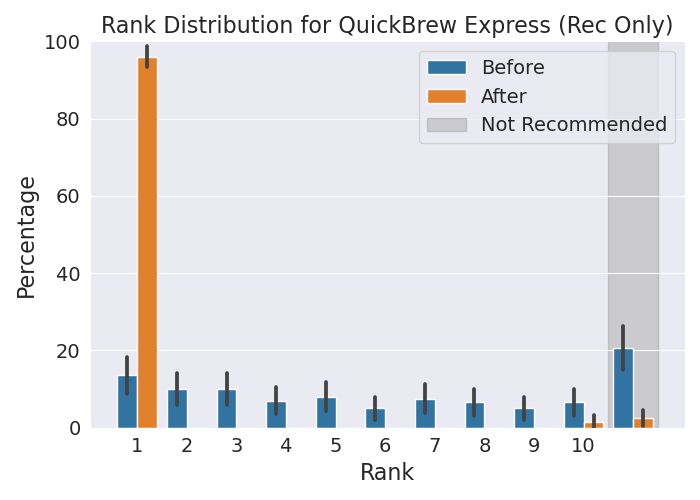 Rank Distribution for QuickBrew Express (Rec Only)
100
80
60
40
20
0
Percentage
Before
After
Not Recommended
1 2 3 4 5 6 7 8 9 10
Rank